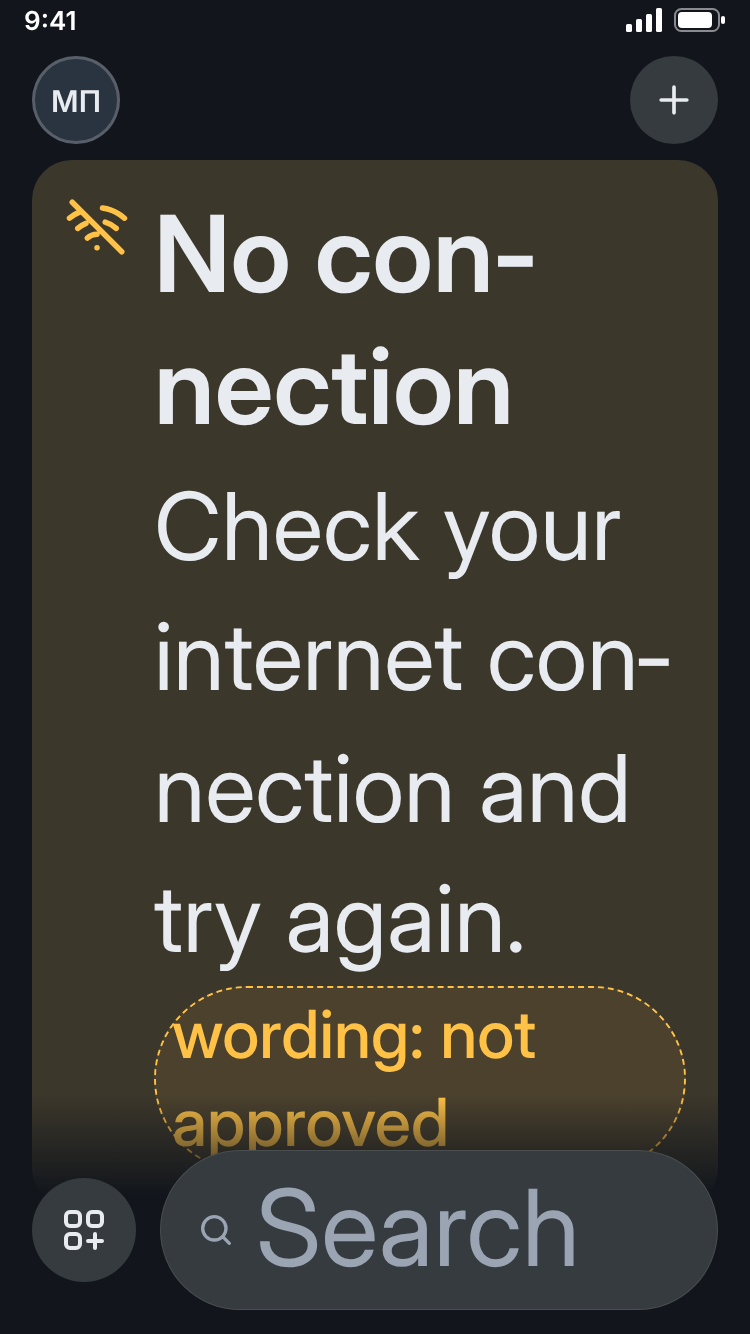 9:41
МП
No con-
nection
Check your
internet con-
nection and
try again.
wording: not
approved
Search